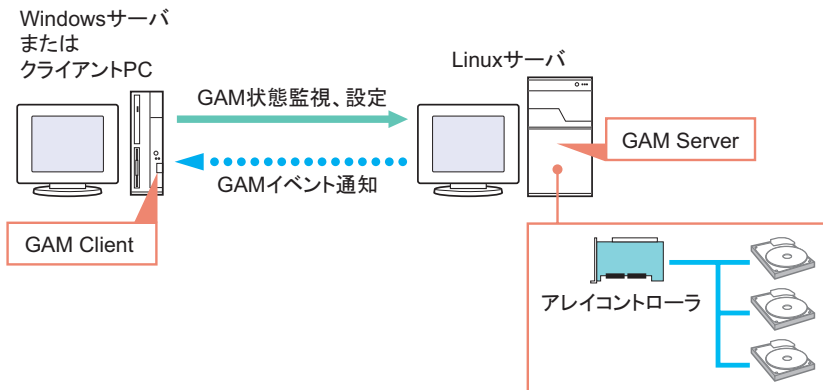 Windowsサーバ
または
クライアントPC
Linuxサーバ
GAM状態監視、設定
GAM Server
GAMイベント通知
GAM Client
アレイコントローラ